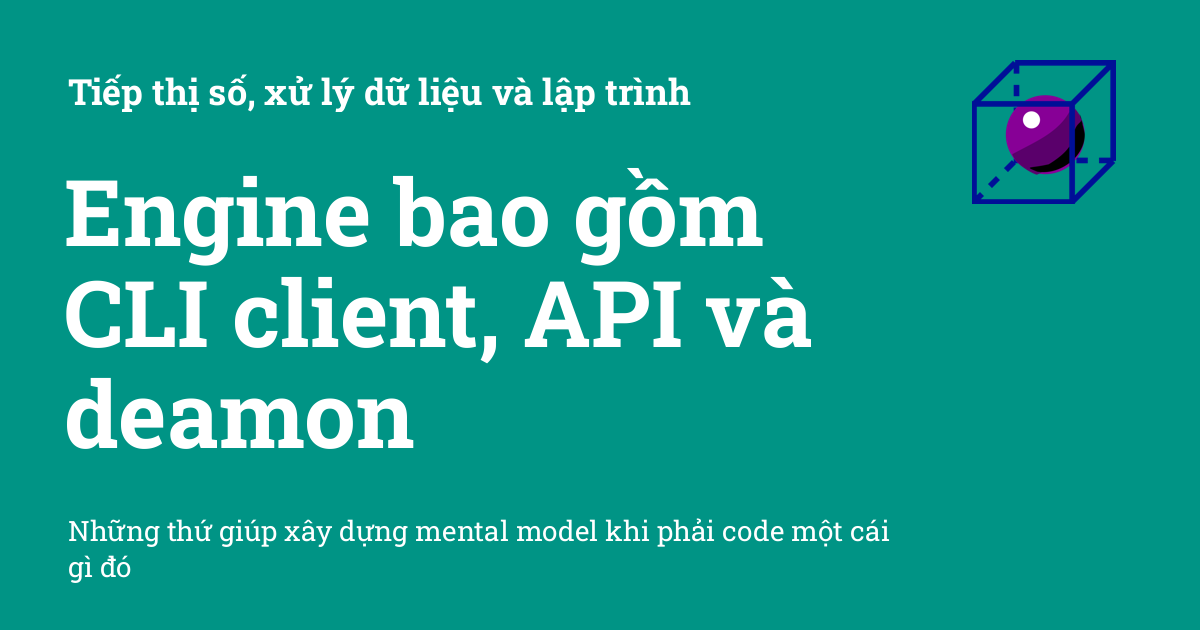 Tiếp thị số, xử lý dữ liệu và lập trình
Engine bao gồm
CLI client, API và
deamon
Những thứ giúp xây dựng mental model khi phải code một cái
gì đó